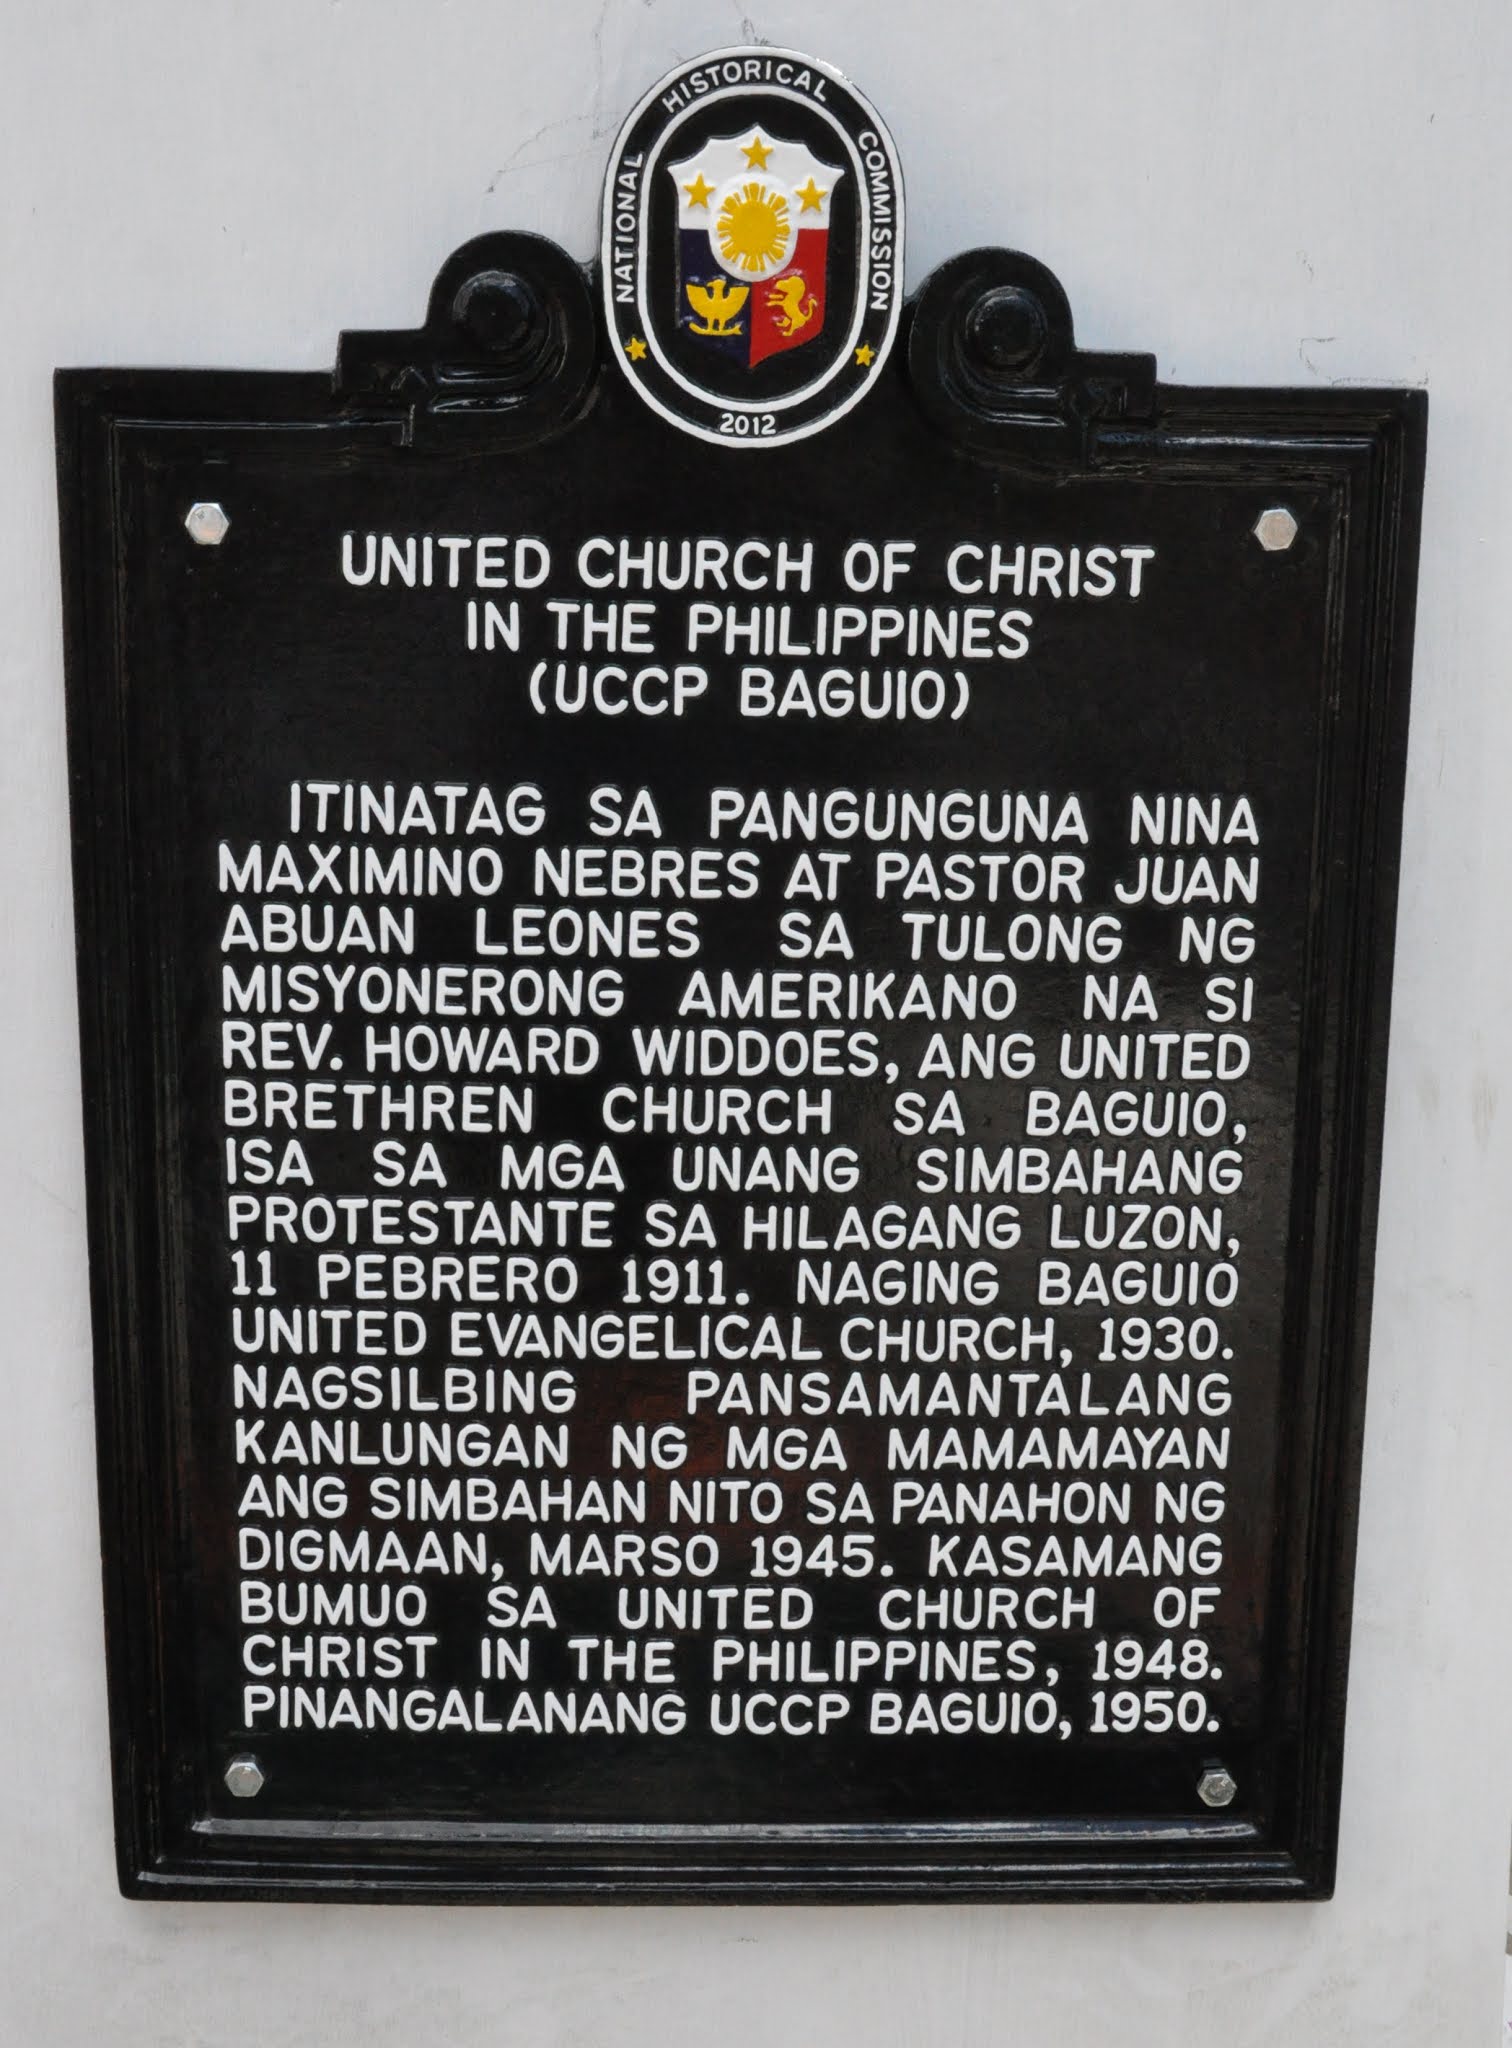 NATIONAL HISTORICAL COMMISSION
2012
UNITED CHURCH OF CHRIST
IN THE PHILIPPINES
(UCCP BAGUIO)
ITINATAG SA PANGUNGUNA NINA
MAXIMINO NEBRES AT PASTOR JUAN
ABUAN LEONES SA TULONG NG
MISYONERONG AMERIKANO NA SI
REV. HOWARD WIDDOES, ANG UNITED
BRETHREN CHURCH SA BAGUIO,
ISA SA MGA UNANG SIMBAHANG
PROTESTANTE SA HILAGANG LUZON,
11 PEBRERO 1911. NAGING BAGUIO
UNITED EVANGELICAL CHURCH, 1930.
NAGSILBING PANSAMANTALANG
KANLUNGAN NG MGA MAMAMAYAN
ANG SIMBAHAN NITO SA PANAHON NG
DIGMAAN, MARSO 1945. KASAMANG
BUMUO SA UNITED CHURCH OF
CHRIST IN THE PHILIPPINES, 1948.
PINANGALANANG UCCP BAGUIO, 1950.